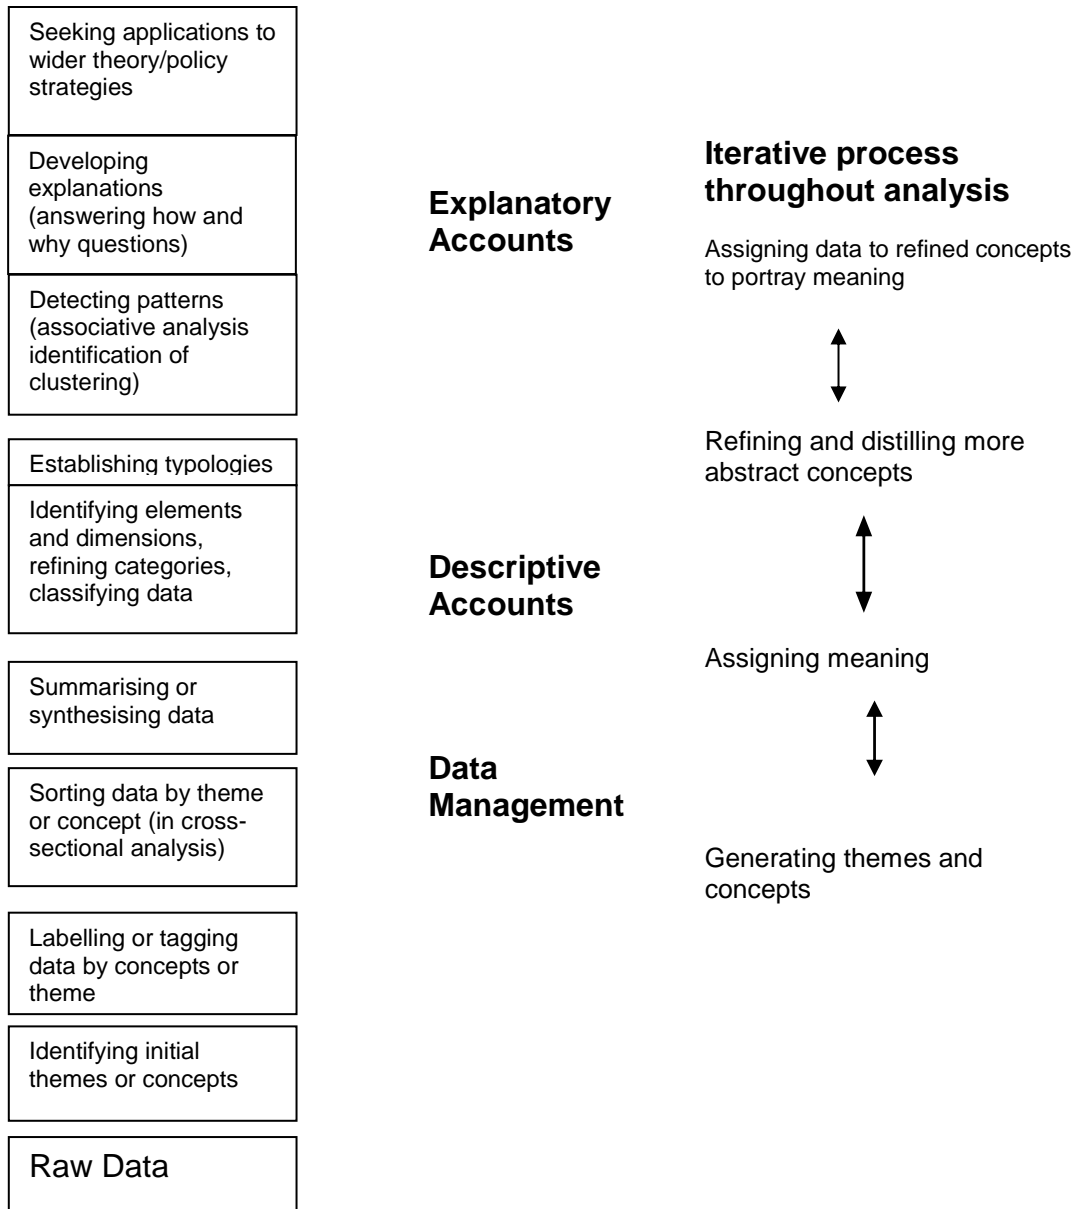 Seeking applications to
wider theory/policy
strategies
Developing
explanations
(answering how and
why questions)
Detecting patterns
(associative analysis
identification of
clustering)
Establishing typologies
Identifying elements
and dimensions,
refining categories,
classifying data
Summarising or
synthesising data
Sorting data by theme
or concept (in cross-
sectional analysis)
Labelling or tagging
data by concepts or
theme
Identifying initial
themes or concepts
Raw Data
Explanatory
Accounts
Descriptive
Accounts
Data
Management
Iterative process
throughout analysis
Assigning data to refined concepts
to portray meaning
Refining and distilling more
abstract concepts
Assigning meaning
Generating themes and
concepts